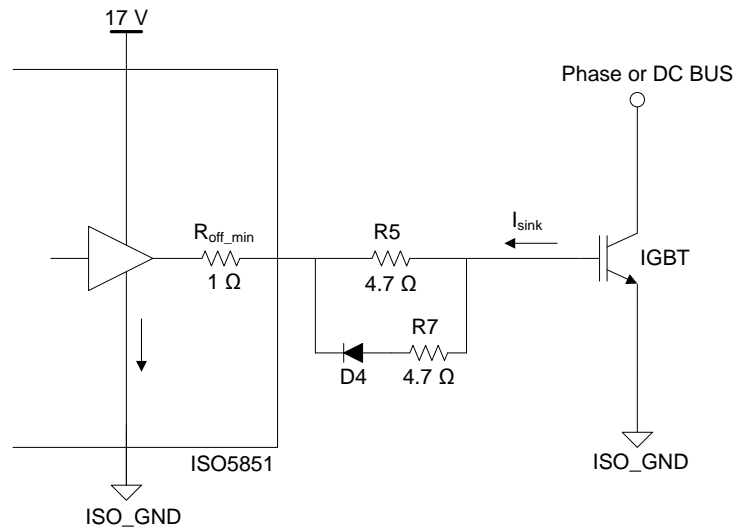 17 V
Phase or DC BUS
R_off_min
1 Ω
R5
4.7 Ω
I_sink
IGBT
R7
4.7 Ω
D4
ISO5851
ISO_GND
ISO_GND